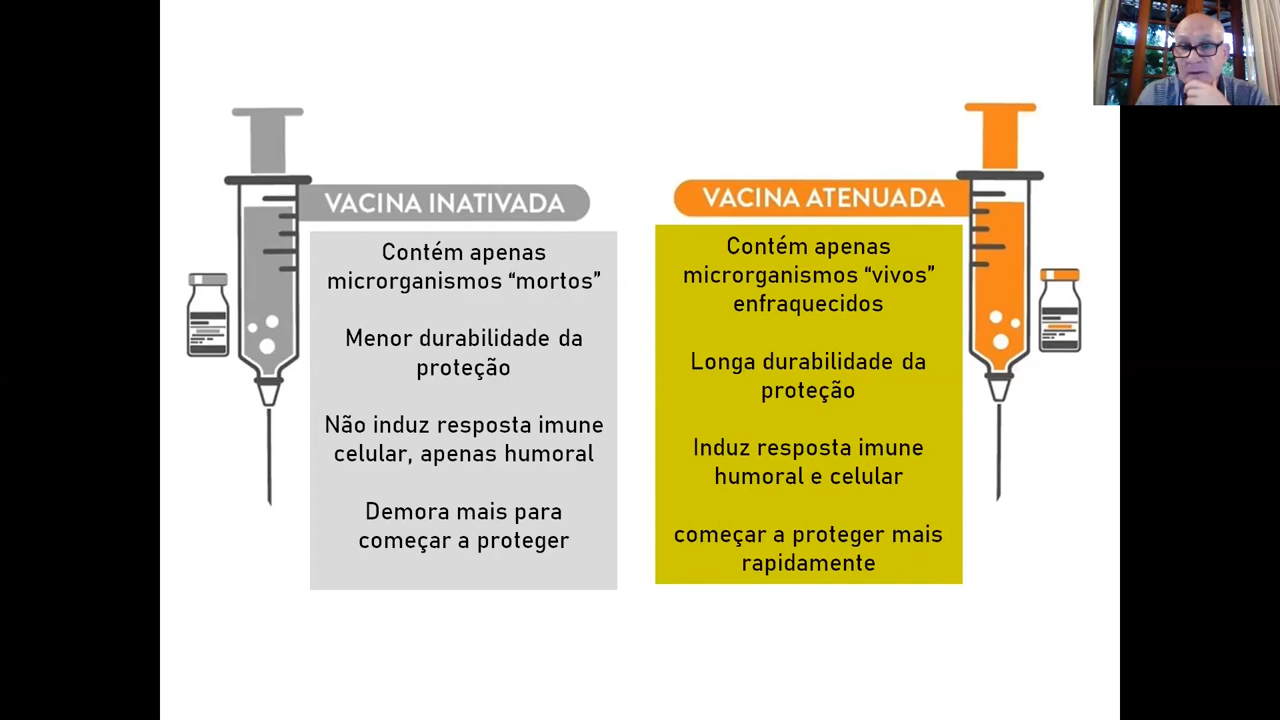 VACINA INATIVADA
Contém apenas
microrganismos “mortos”
Menor durabilidade da
proteção
Não induz resposta imune
celular, apenas humoral
Demora mais para
começar a proteger
VACINA ATENUADA
Contém apenas
microrganismos “vivos”
enfraquecidos
Longa durabilidade da
proteção
Induz resposta imune
humoral e celular
começar a proteger mais
rapidamente